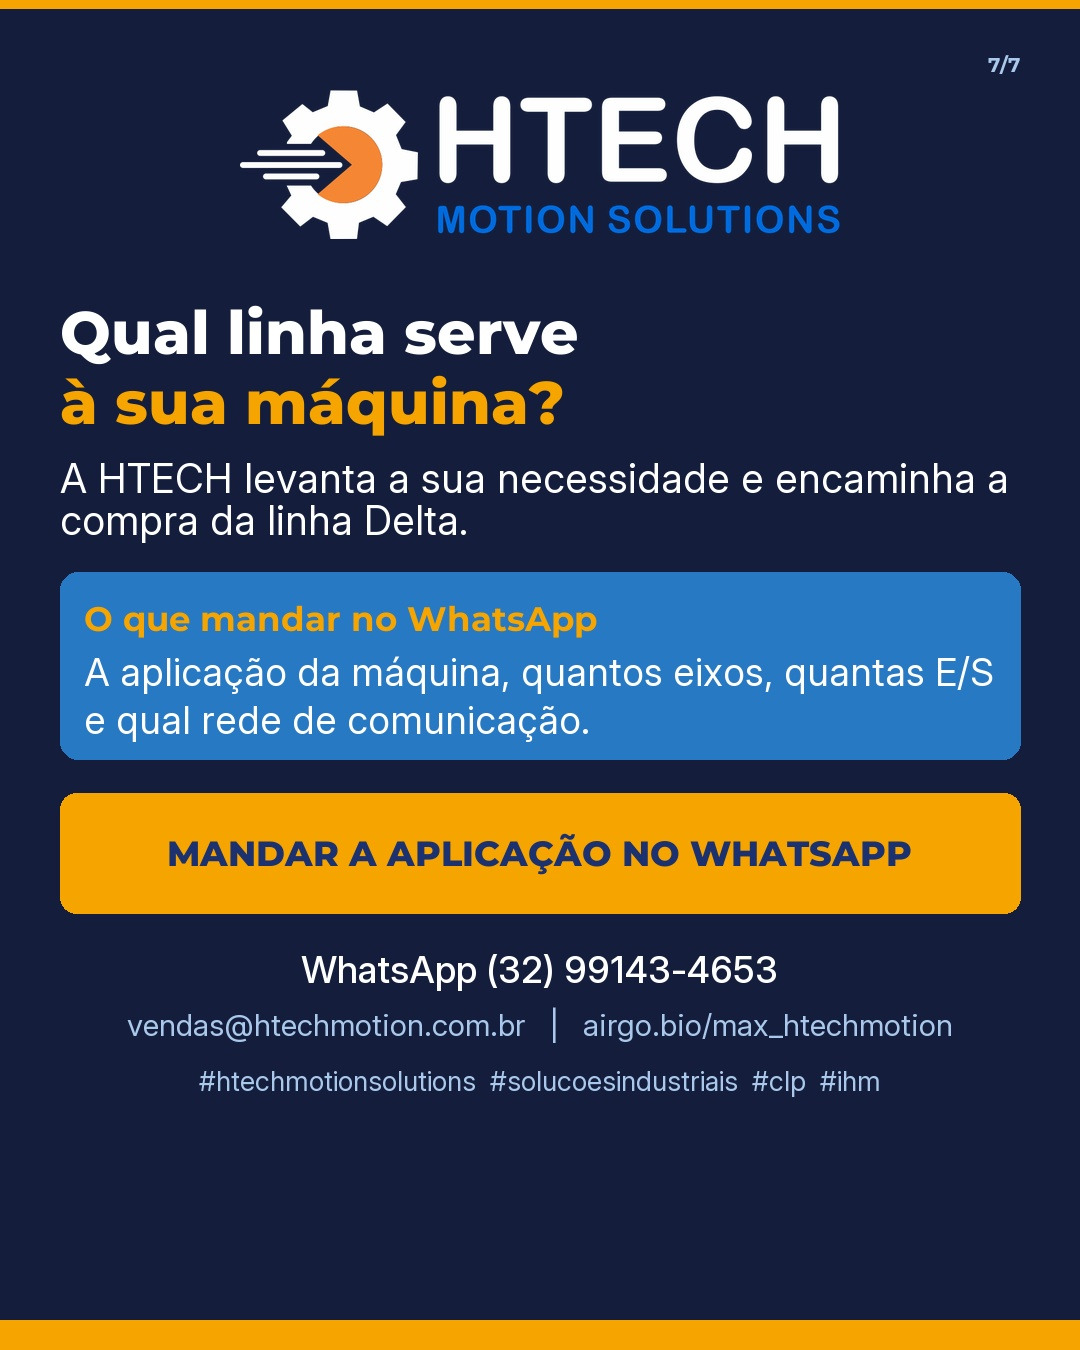 7/7
HTECH
MOTION SOLUTIONS
Qual linha serve
à sua máquina?
A HTECH levanta a sua necessidade e encaminha a
compra da linha Delta.
O que mandar no WhatsApp
A aplicação da máquina, quantos eixos, quantas E/S
e qual rede de comunicação.
MANDAR A APLICAÇÃO NO WHATSAPP
WhatsApp (32) 99143-4653
vendas@htechmotion.com.br | airgo.bio/max_htechmotion
#htechmotionsolutions #solucoesindustriais #clp #ihm